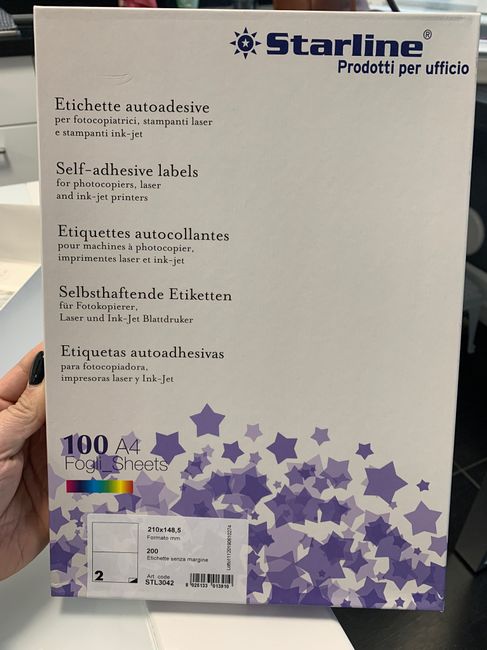 Starline®
Prodotti per ufficio
Etichette autoadesive
per fotocopiatrici, stampanti laser
e stampanti ink-jet
Self-adhesive labels
for photocopiers, laser
and ink-jet printers
Etiquettes autocollantes
pour machines à photocopier,
imprimentes laser et ink-jet
Selbsthaftende Etiketten
für Fotokopierer,
Laser und Ink-Jet Blattdruker
Etiquetas autoadhesivas
para fotocopiadora,
impresoras laser y Ink-Jet
100 A4
Fogli_Sheets
210x148,5
Formato mm
200
Etichette senza margine
2
Art. code
STL3042
8 025133 013910